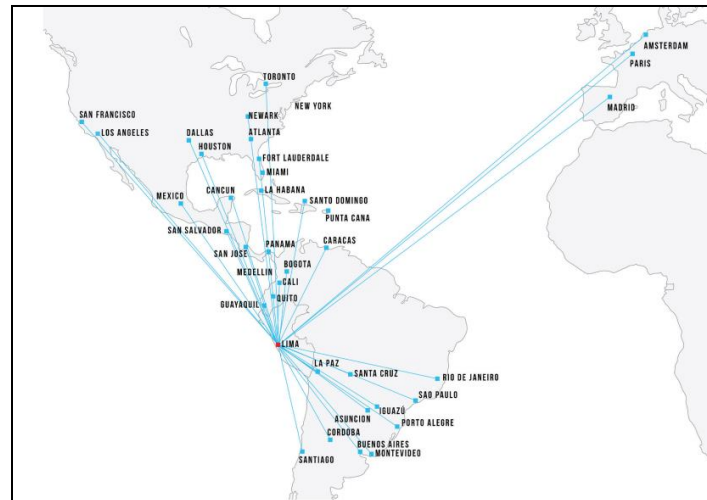 AMSTERDAM
PARIS
TORONTO
MADRID
NEW YORK
SAN FRANCISCO
NEWARK
LOS ANGELES
DALLAS
ATLANTA
HOUSTON
FORT LAUDERDALE
MIAMI
CANCUN
LA HABANA
MEXICO
SANTO DOMINGO
PUNTA CANA
SAN SALVADOR
PANAMA
CARACAS
SAN JOSE
BOGOTA
MEDELLIN
CALI
QUITO
GUAYAQUIL
LIMA
LA PAZ
SANTA CRUZ
RIO DE JANEIRO
SAO PAULO
IGUAZÚ
ASUNCION
PORTO ALEGRE
CORDOBA
BUENOS AIRES
MONTEVIDEO
SANTIAGO